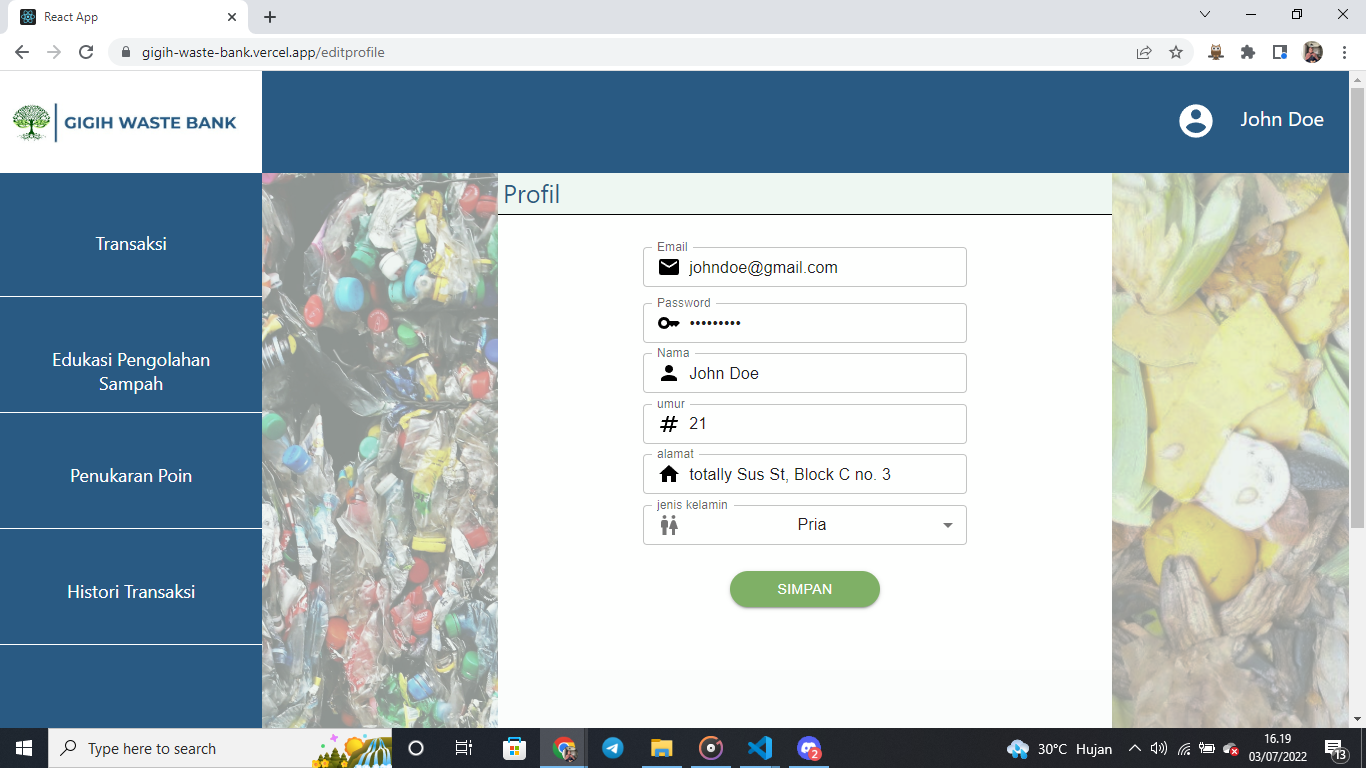 React App
gigih-waste-bank.vercel.app/editprofile
GIGIH WASTE BANK
John Doe
Transaksi
Edukasi Pengolahan
Sampah
Penukaran Poin
Histori Transaksi
Profil
Email
johndoe@gmail.com
Password
•••••••••
Nama
John Doe
umur
# 21
alamat
totally Sus St, Block C no. 3
jenis kelamin
Pria
SIMPAN
Type here to search
2
30°C Hujan
16.19
03/07/2022
13